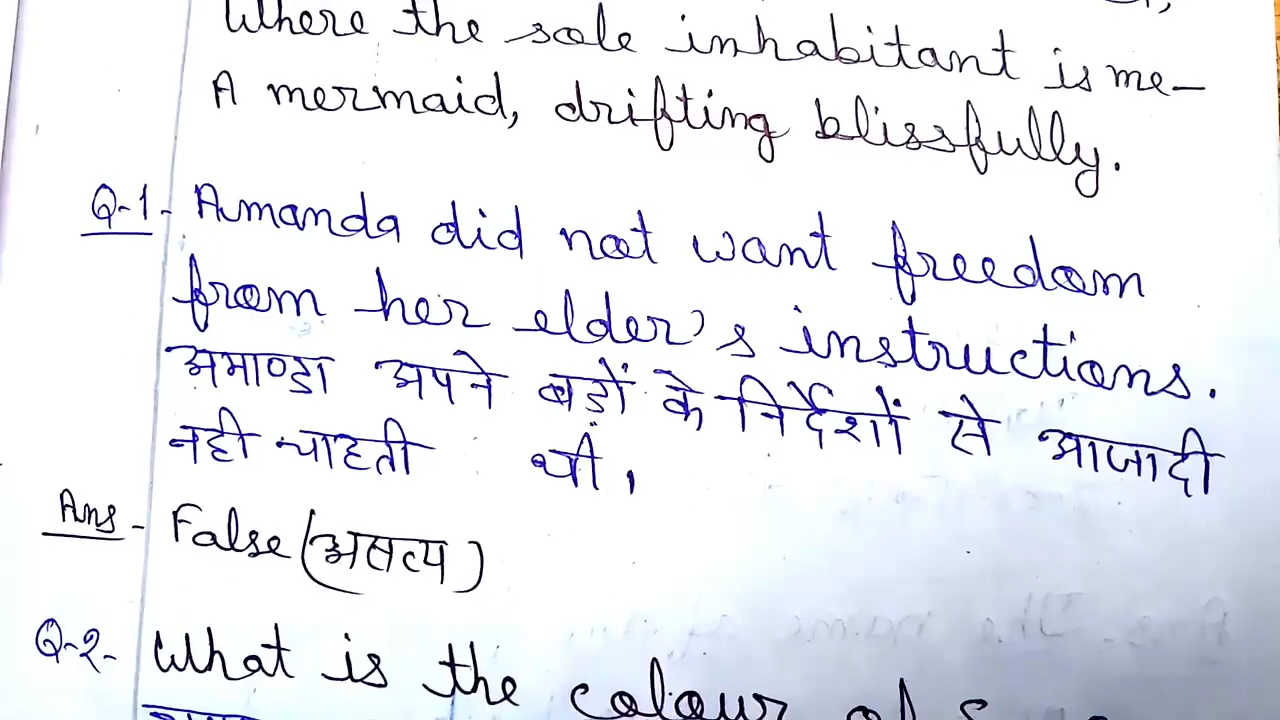 Where the sole inhabitant is me-
A mermaid, drifting blissfully.
Q-1- Amanda did not want freedom
from her elder's instructions.
अमाण्डा अपने बड़ों के निर्देशों से आजादी
नही चाहती थी।
Ans- False (असत्य)
Q-2- What is the colour of